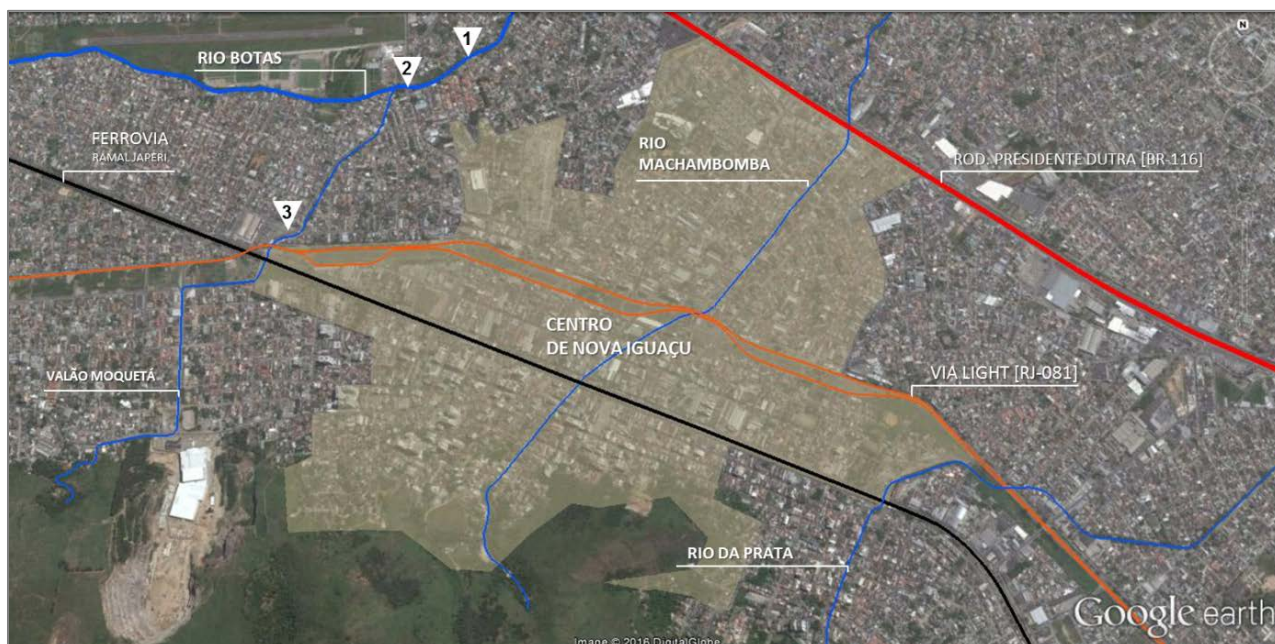 1
2
RIO BOTAS
FERROVIA
RAMAL JAPERI
RIO
MACHAMBOMBA
ROD. PRESIDENTE DUTRA [BR-116]
3
CENTRO
DE NOVA IGUAÇU
VALÃO MOQUETÁ
VIA LIGHT [RJ-081]
RIO DA PRATA
Google earth
Image © 2016 DigitalGlobe
N